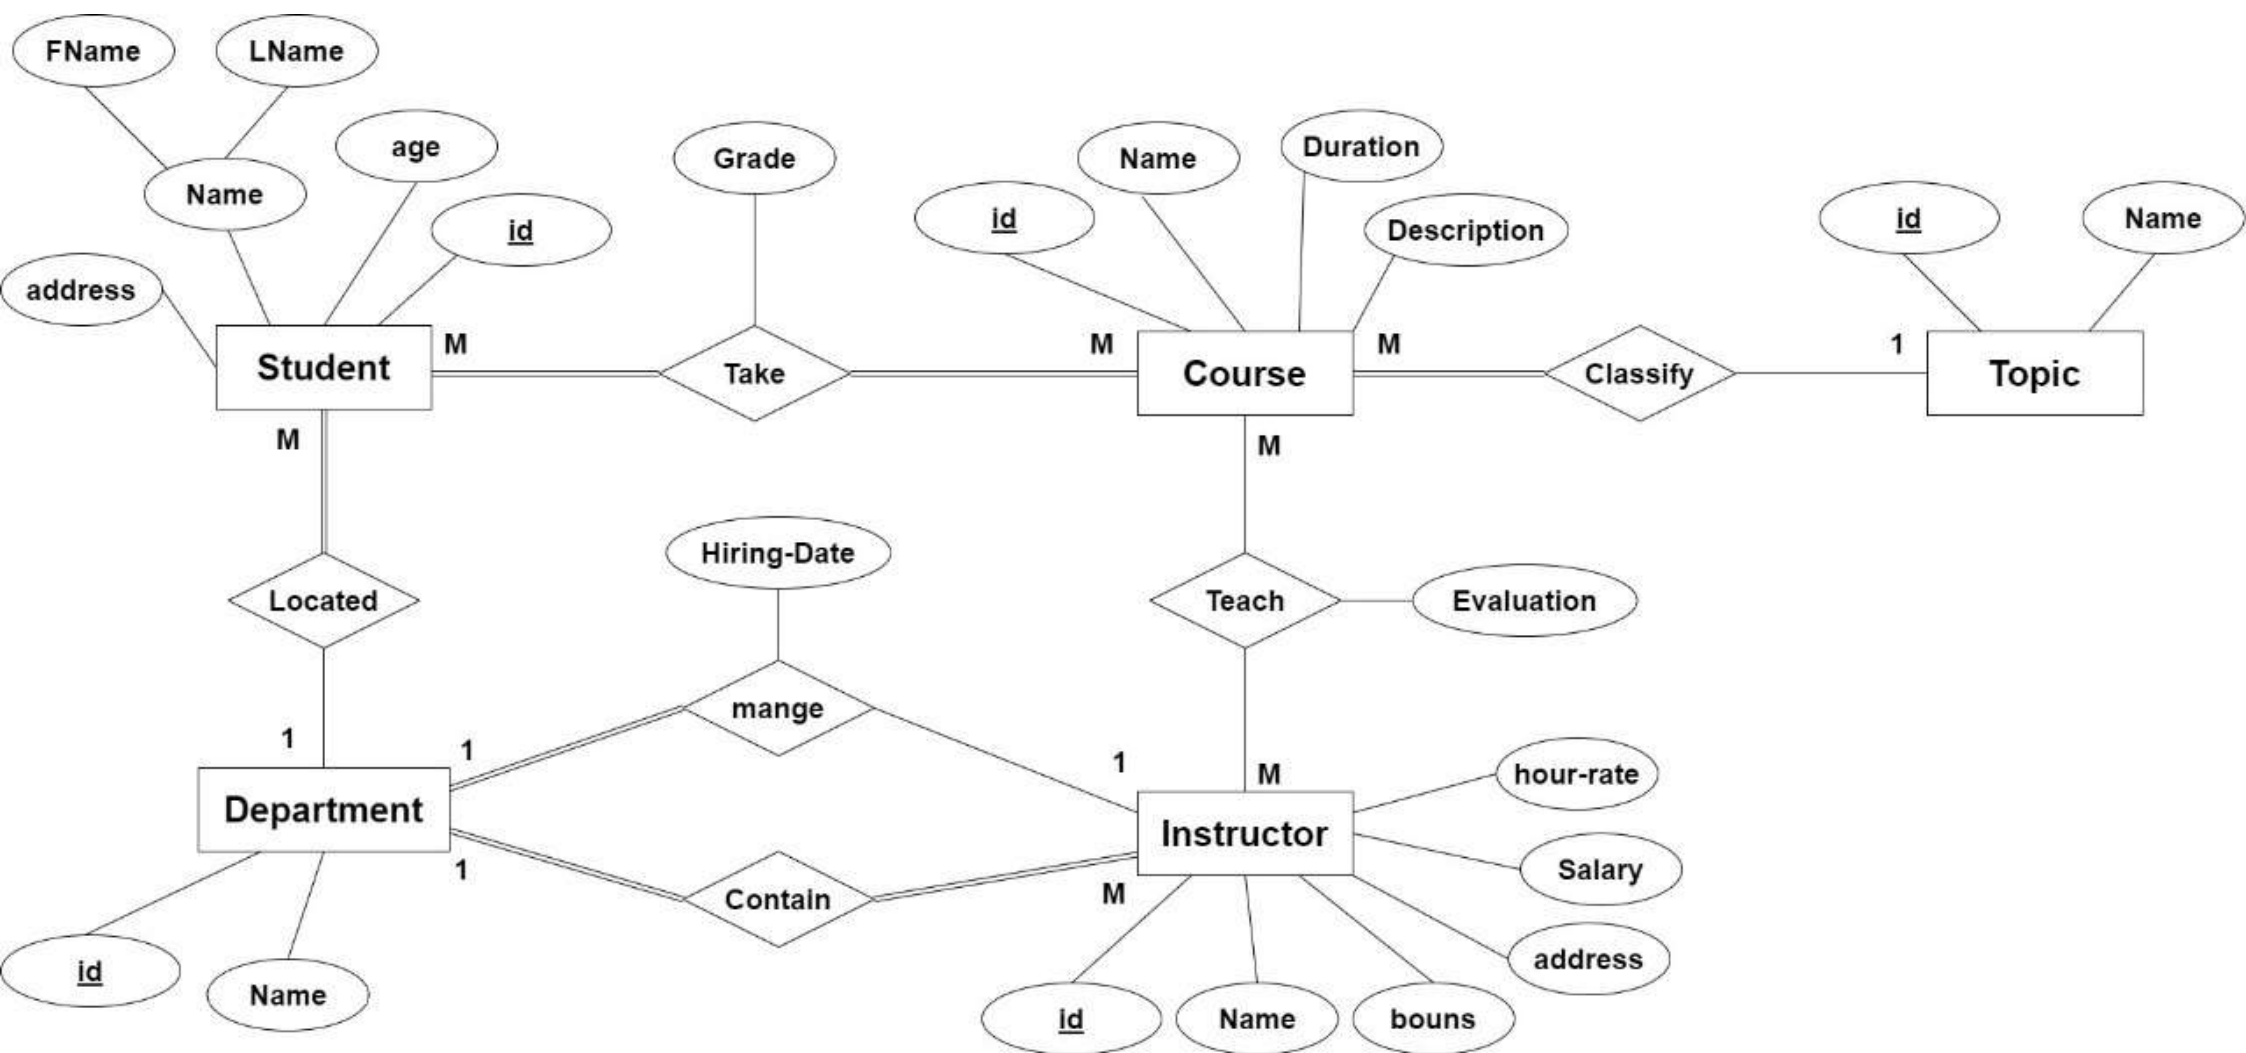 FName
LName
age
Name
id
address
Student
M
M
Grade
Take
M
id
Name
Duration
Description
Course
M
M
Classify
1
id
Name
Topic
Located
1
Hiring-Date
mange
1
1
Teach
Evaluation
M
Department
1
id
Name
Contain
M
Instructor
hour-rate
Salary
address
id
Name
bouns